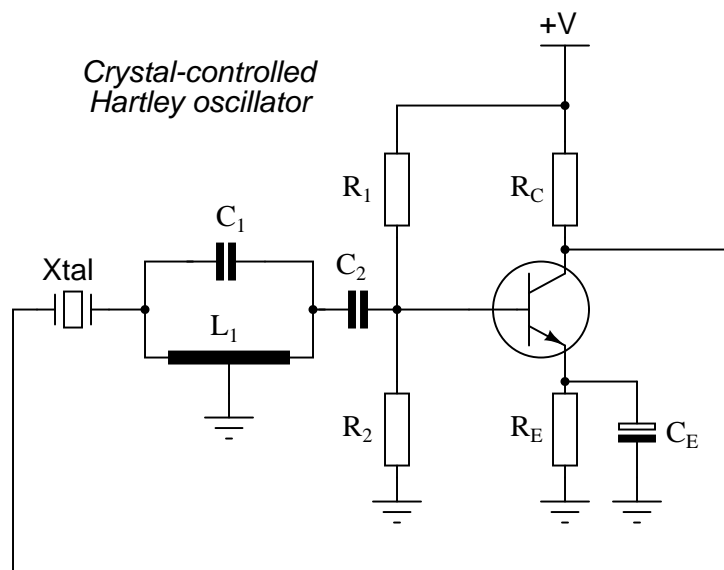 +V
Crystal-controlled
Hartley oscillator
R1
RC
C1
C2
Xtal
L1
R2
RE
CE